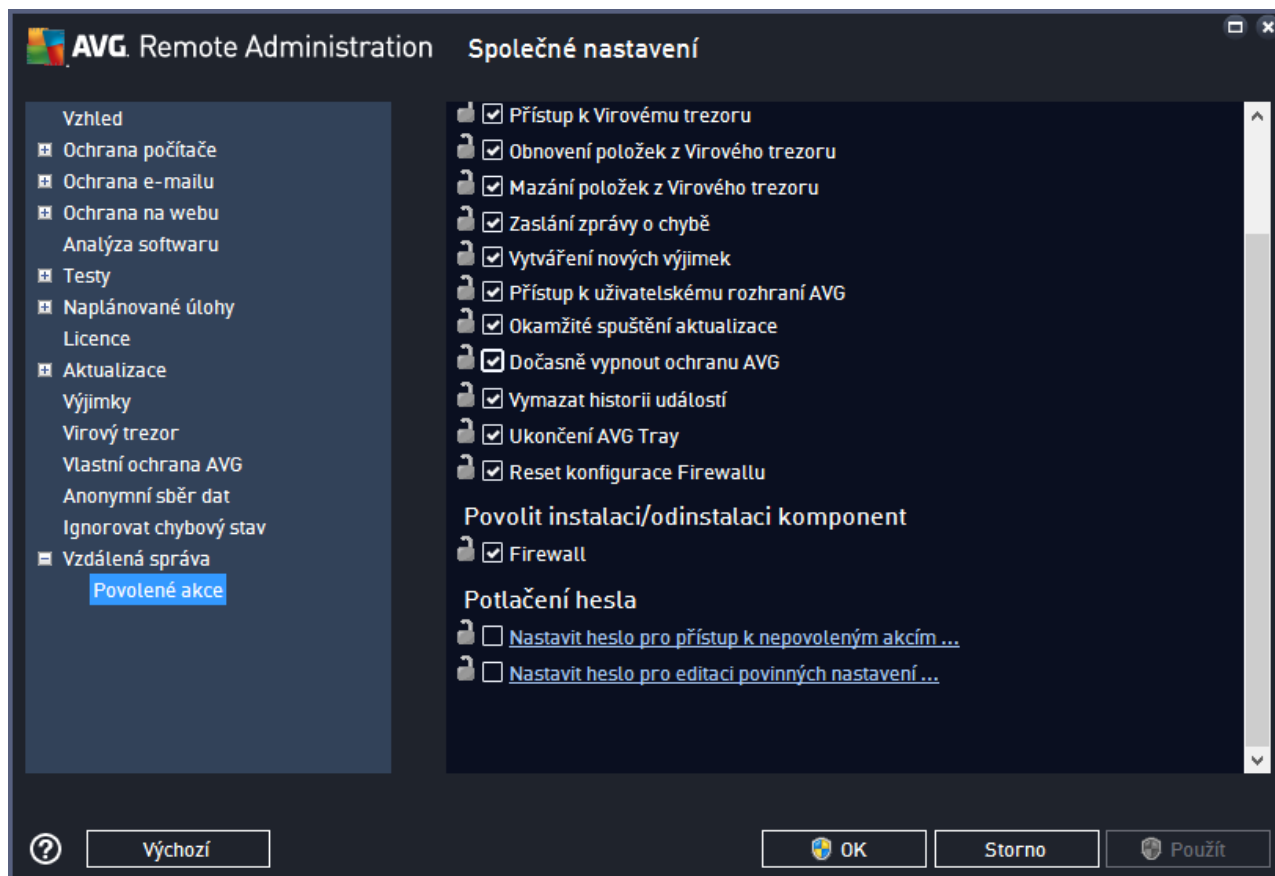 AVG. Remote Administration
Společné nastavení
Vzhled
Ochrana počítače
Ochrana e-mailu
Ochrana na webu
Analýza softwaru
Testy
Naplánované úlohy
Licence
Aktualizace
Výjimky
Virový trezor
Vlastní ochrana AVG
Anonymní sběr dat
Ignorovat chybový stav
Vzdálená správa
Povolené akce
Přístup k Virovému trezoru
Obnovení položek z Virového trezoru
Mazání položek z Virového trezoru
Zaslání zprávy o chybě
Vytváření nových výjimek
Přístup k uživatelskému rozhraní AVG
Okamžité spuštění aktualizace
Dočasně vypnout ochranu AVG
Vymazat historii událostí
Ukončení AVG Tray
Reset konfigurace Firewallu
Povolit instalaci/odinstalaci komponent
Firewall
Potlačení hesla
Nastavit heslo pro přístup k nepovoleným akcím ...
Nastavit heslo pro editaci povinných nastavení ...
Výchozí
OK
Storno
Použít